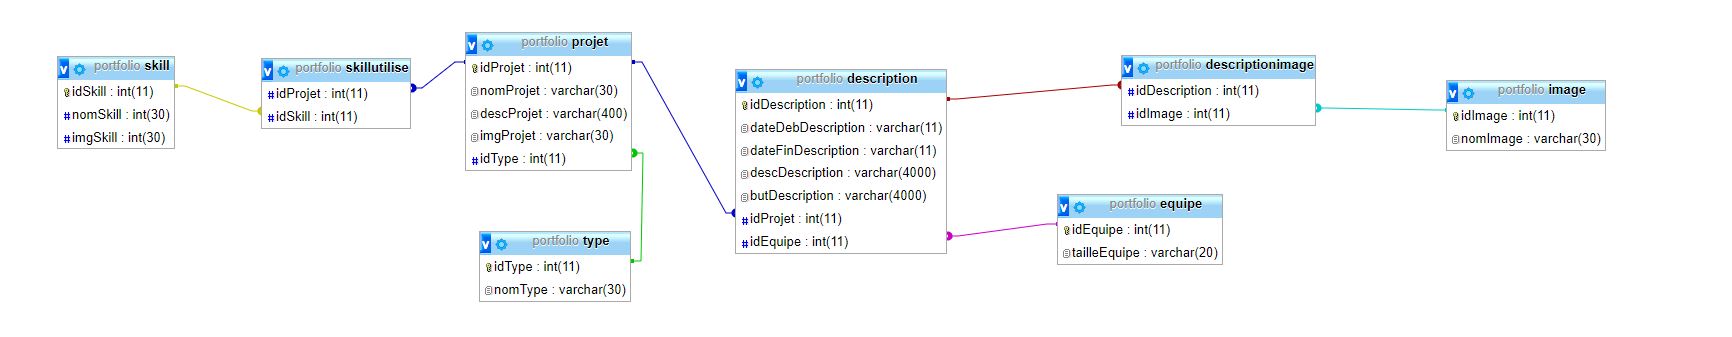 portfolio skill
idSkill : int(11)
nomSkill : int(30)
imgSkill : int(30)
portfolio skillutilise
idProjet : int(11)
idSkill : int(11)
portfolio projet
idProjet : int(11)
nomProjet : varchar(30)
descProjet : varchar(400)
imgProjet : varchar(30)
idType : int(11)
portfolio type
idType : int(11)
nomType : varchar(30)
portfolio description
idDescription : int(11)
dateDebDescription : varchar(11)
dateFinDescription : varchar(11)
descDescription : varchar(4000)
butDescription : varchar(4000)
idProjet : int(11)
idEquipe : int(11)
portfolio descriptionimage
idDescription : int(11)
idImage : int(11)
portfolio equipe
idEquipe : int(11)
tailleEquipe : varchar(20)
portfolio image
idImage : int(11)
nomImage : varchar(30)